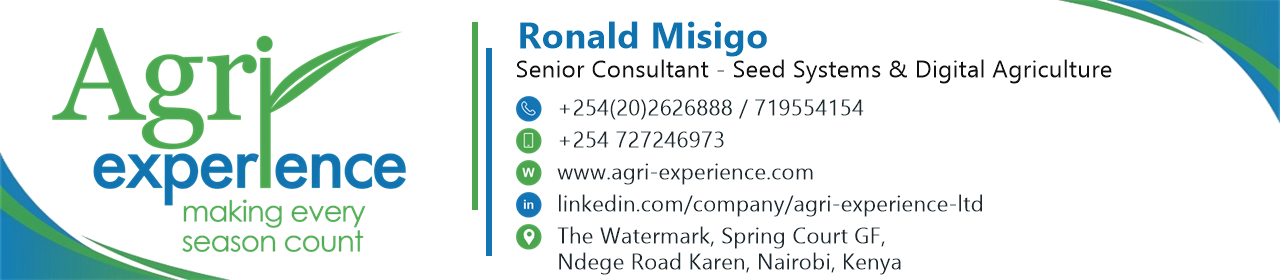 Agri
experience
making every
season count
Ronald Misigo
Senior Consultant - Seed Systems & Digital Agriculture
+254(20)2626888 / 719554154
+254 727246973
W www.agri-experience.com
in linkedin.com/company/agri-experience-ltd
The Watermark, Spring Court GF,
Ndege Road Karen, Nairobi, Kenya